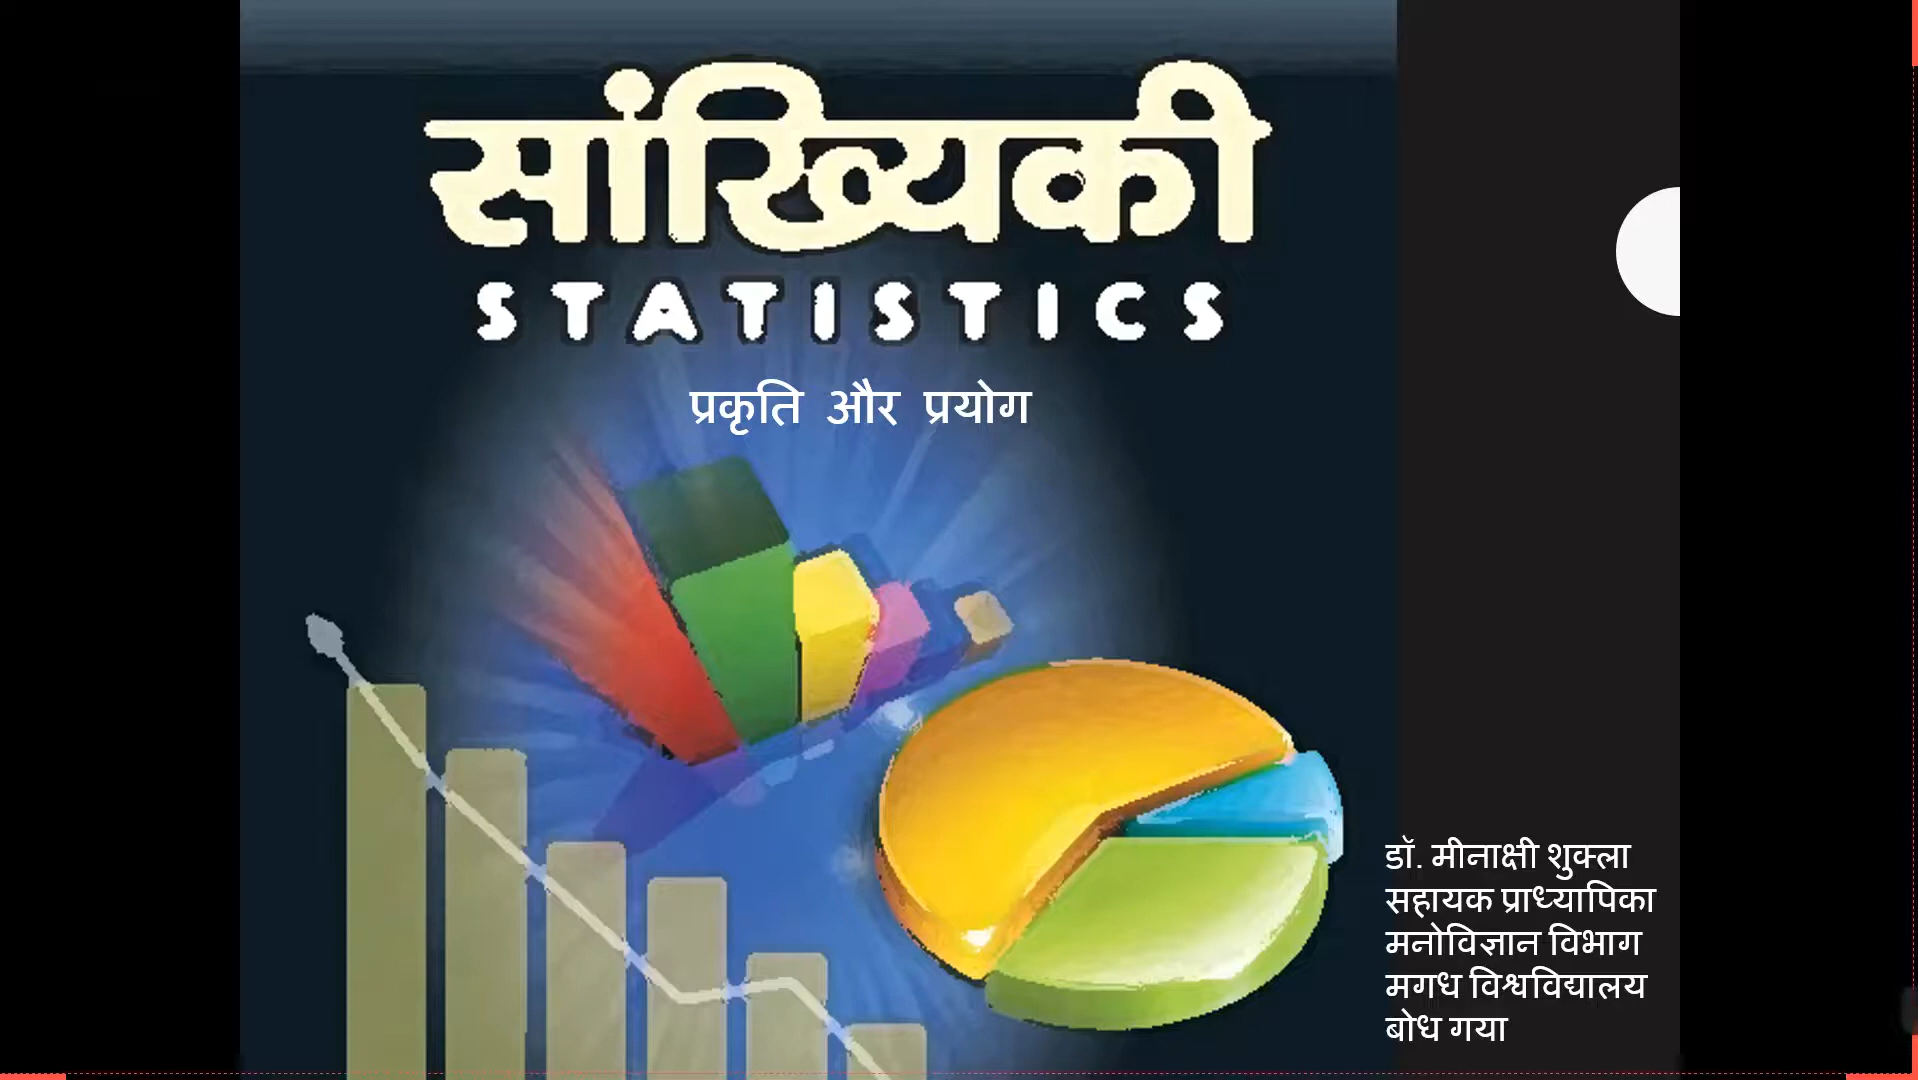 सांख्यिकी
STATISTICS
प्रकृति और प्रयोग
डॉ. मीनाक्षी शुक्ला
सहायक प्राध्यापिका
मनोविज्ञान विभाग
मगध विश्वविद्यालय
बोध गया